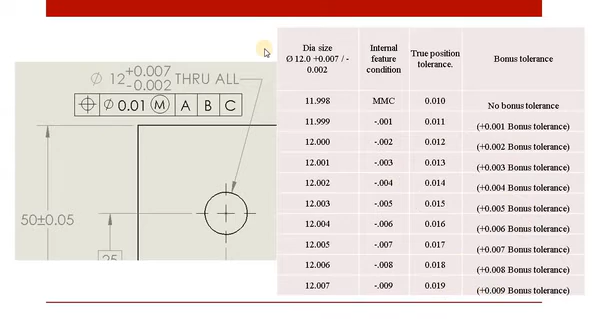 Ø 12 +0.007 -0.002 THRU ALL
⌖ Ø 0.01 Ⓜ A B C
50±0.05
25
Dia size Ø 12.0 +0.007 / - 0.002
Internal feature condition
True position tolerance.
Bonus tolerance
11.998 MMC 0.010 No bonus tolerance
11.999 -.001 0.011 (+0.001 Bonus tolerance)
12.000 -.002 0.012 (+0.002 Bonus tolerance)
12.001 -.003 0.013 (+0.003 Bonus tolerance)
12.002 -.004 0.014 (+0.004 Bonus tolerance)
12.003 -.005 0.015 (+0.005 Bonus tolerance)
12.004 -.006 0.016 (+0.006 Bonus tolerance)
12.005 -.007 0.017 (+0.007 Bonus tolerance)
12.006 -.008 0.018 (+0.008 Bonus tolerance)
12.007 -.009 0.019 (+0.009 Bonus tolerance)